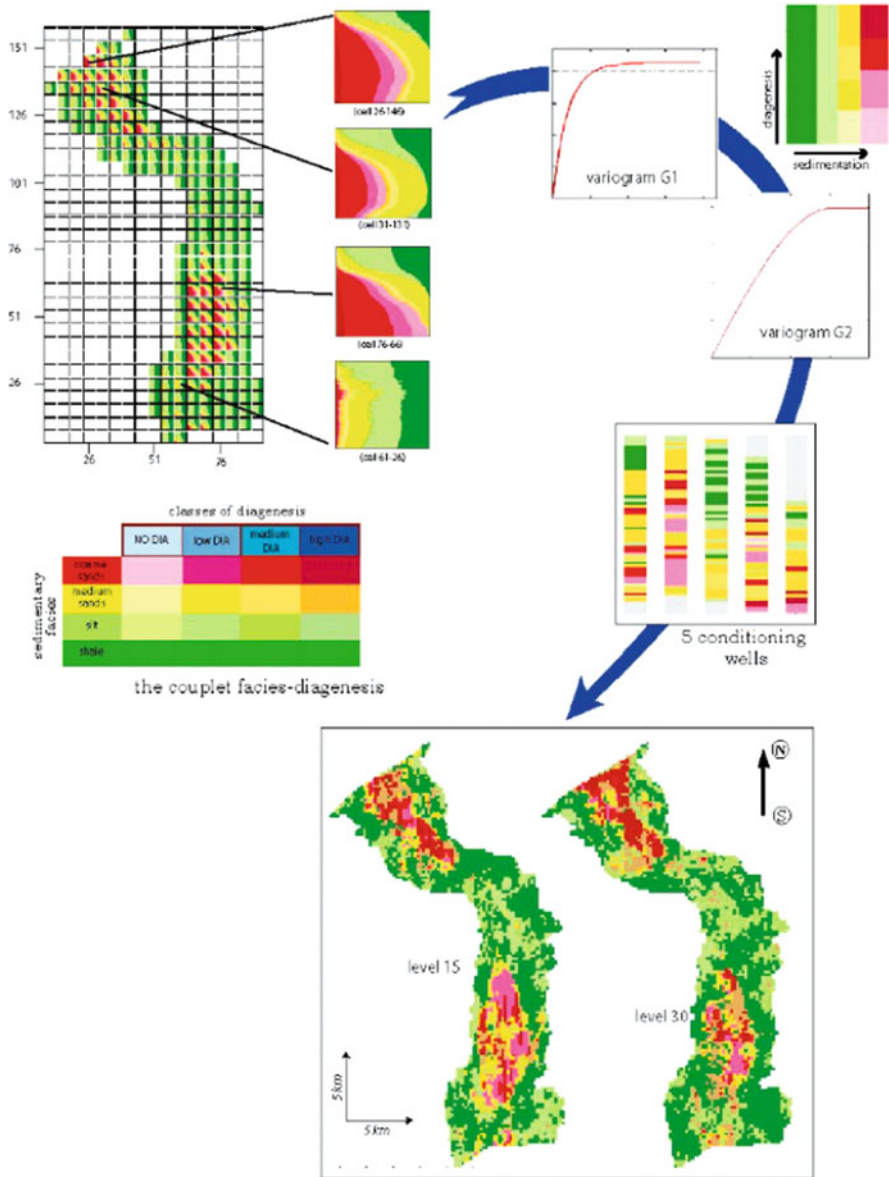 151
126
101
76
51
26
26
51
76
(cell 26-146)
(cell 31-131)
(cell 76-66)
(cell 61-26)
variogram G1
diagenesis
sedimentation
variogram G2
5 conditioning
wells
classes of diagenesis
NO DIA
low DIA
medium
DIA
high DIA
sedimentary
facies
coarse
sands
medium
sands
silt
shale
the couplet facies-diagenesis
N
S
level 15
level 30
5 km
5 km